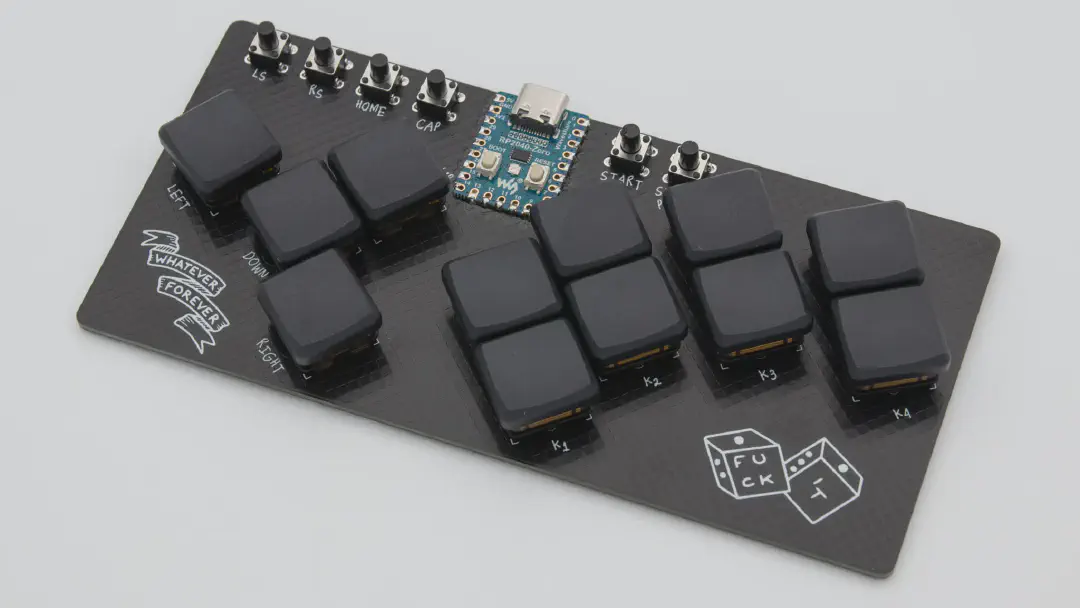 LS
RS
HOME
CAP
START
S
RP2040-Zero
BOOT
RESET
LEFT
DOWN
RIGHT
WHATEVER
FOREVER
K1
K2
K3
K4
FU
CK
IT